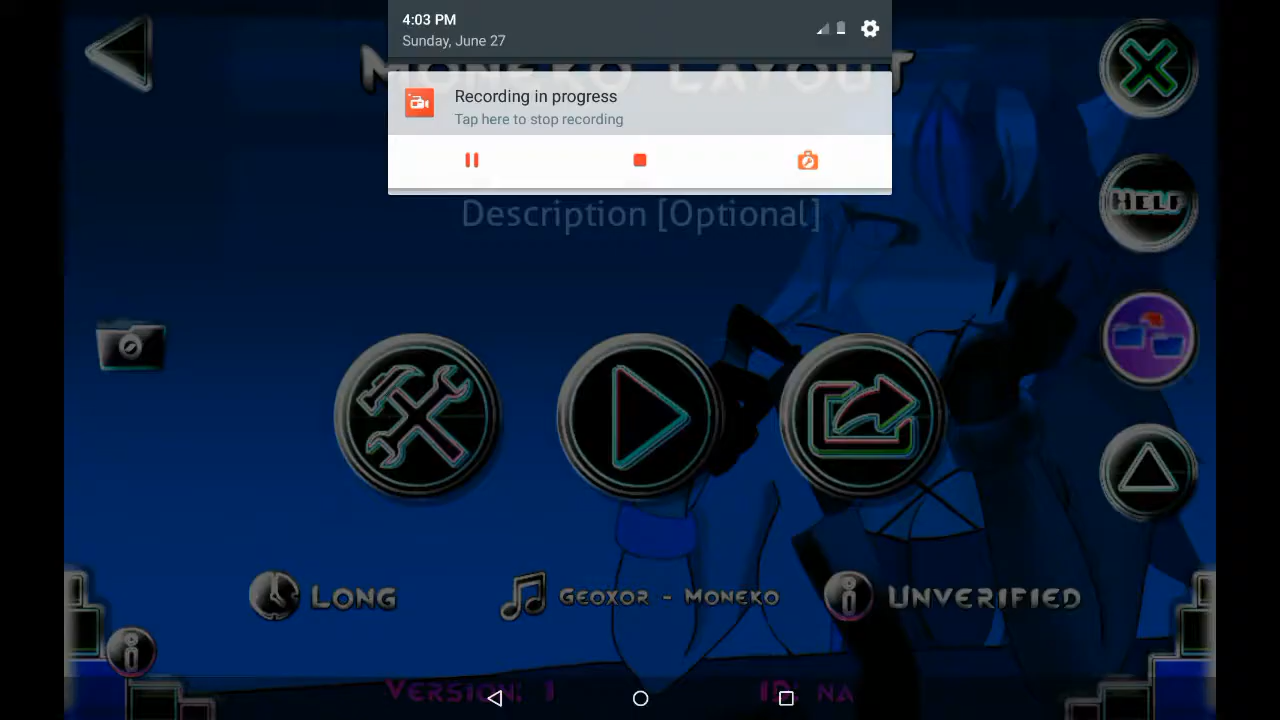 4:03 PM
Sunday, June 27
Moneko Layout
Recording in progress
Tap here to stop recording
Description [Optional]
Help
Long
Geoxor - Moneko
Unverified
Version: 1
ID: na